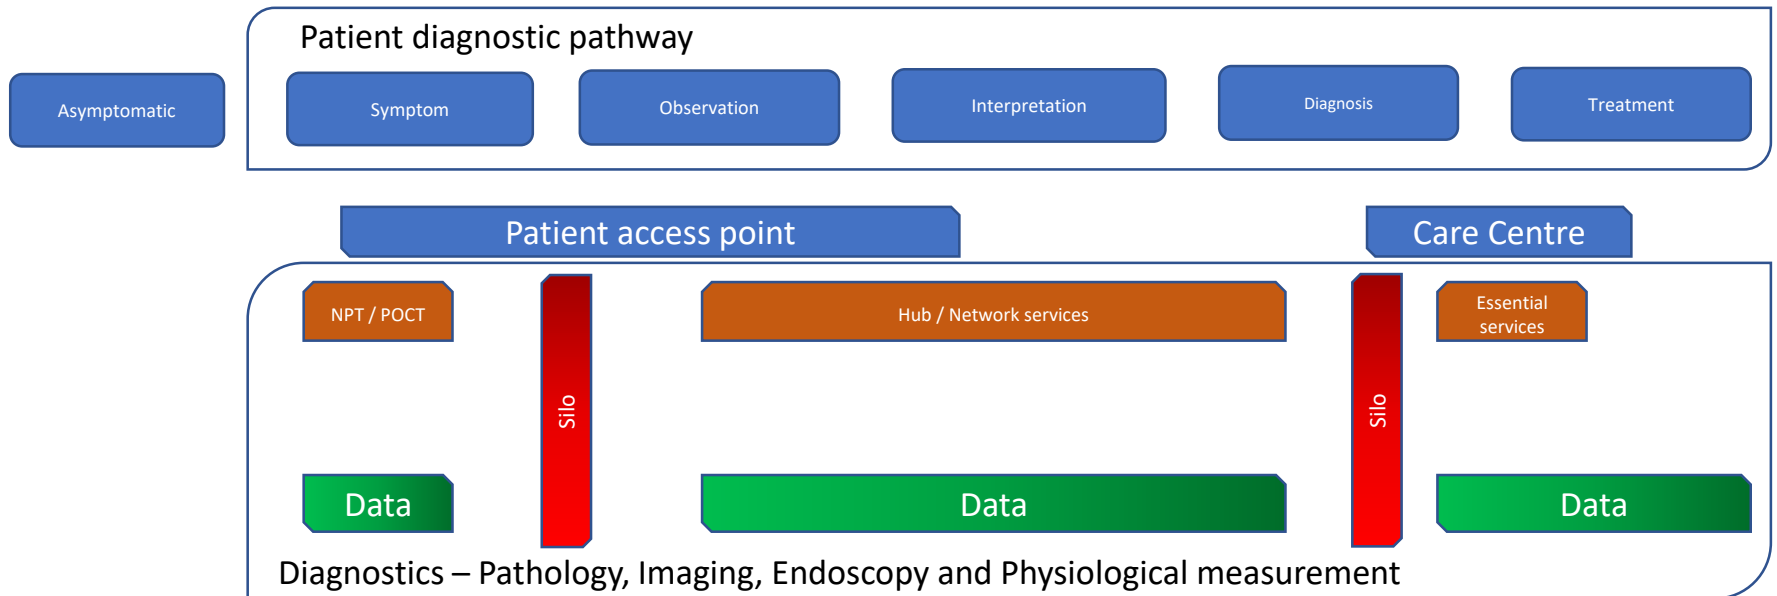 Patient diagnostic pathway
Asymptomatic
Symptom
Observation
Interpretation
Diagnosis
Treatment
Patient access point
Care Centre
NPT / POCT
Silo
Hub / Network services
Silo
Essential
services
Data
Data
Data
Diagnostics – Pathology, Imaging, Endoscopy and Physiological measurement